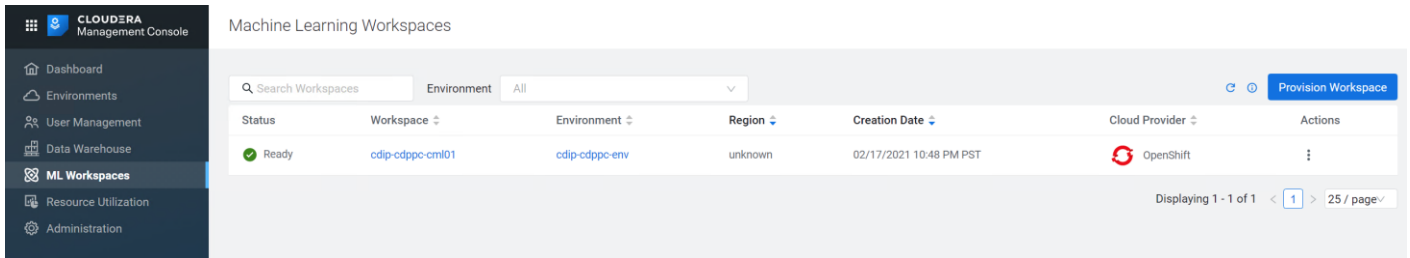 CLOUDERA
Management Console
Machine Learning Workspaces
Dashboard
Environments
User Management
Data Warehouse
ML Workspaces
Resource Utilization
Administration
Search Workspaces Environment All Provision Workspace
Status Workspace Environment Region Creation Date Cloud Provider Actions
Ready cdip-cdppc-cml01 cdip-cdppc-env unknown 02/17/2021 10:48 PM PST OpenShift
Displaying 1 - 1 of 1 < 1 > 25 / page